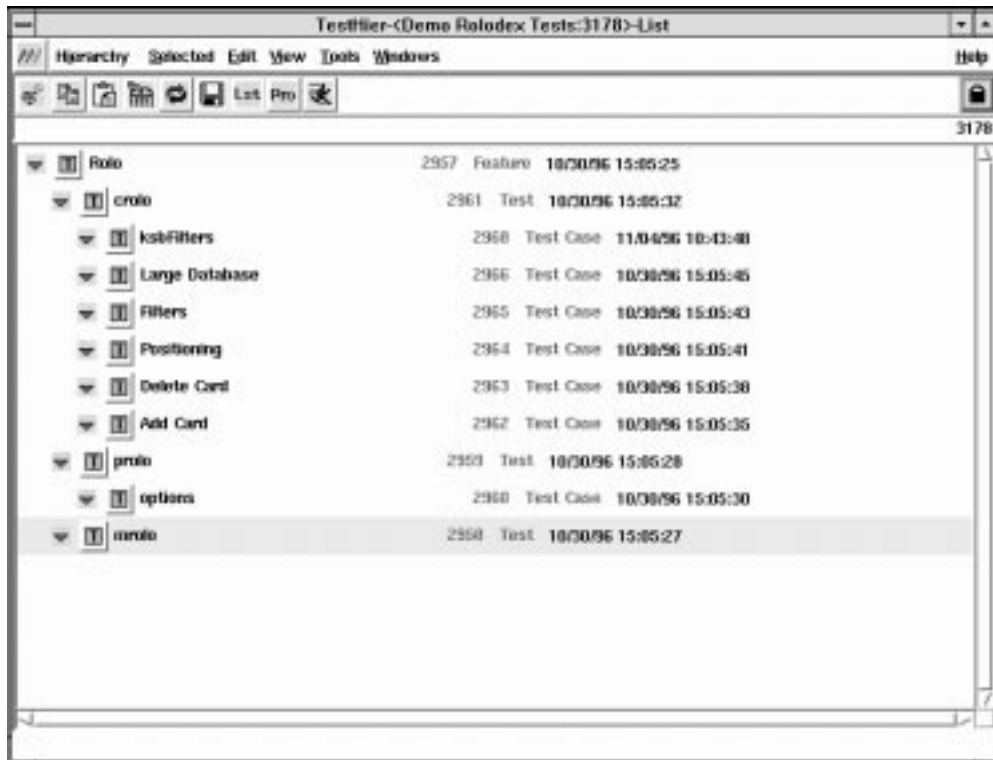 TestHier-<Demo Rolodex Tests:3178>-List
Hierarchy Selected Edit View Tools Windows Help
Lst Pro
3178
Rolo 2957 Feature 10/30/96 15:05:25
crolo 2961 Test 10/30/96 15:05:32
ksbFilters 2968 Test Case 11/04/96 10:43:48
Large Database 2966 Test Case 10/30/96 15:05:45
Filters 2965 Test Case 10/30/96 15:05:43
Positioning 2964 Test Case 10/30/96 15:05:41
Delete Card 2963 Test Case 10/30/96 15:05:38
Add Card 2962 Test Case 10/30/96 15:05:35
prolo 2959 Test 10/30/96 15:05:28
options 2960 Test Case 10/30/96 15:05:30
mrolo 2958 Test 10/30/96 15:05:27